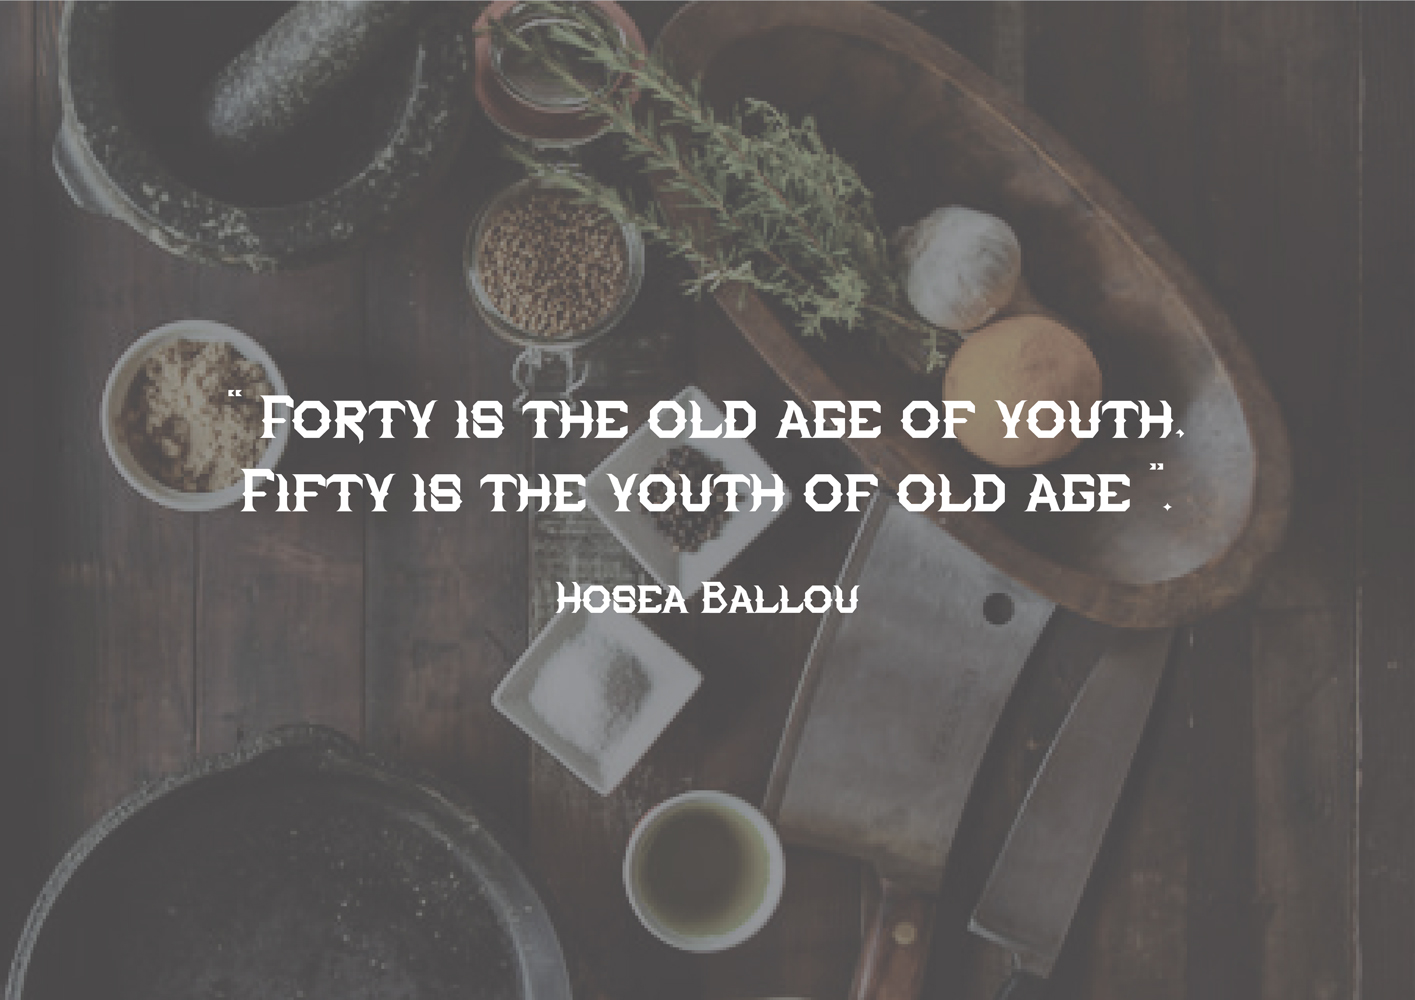 “ Forty is the old age of youth,
Fifty is the youth of old age ”.
Hosea Ballou